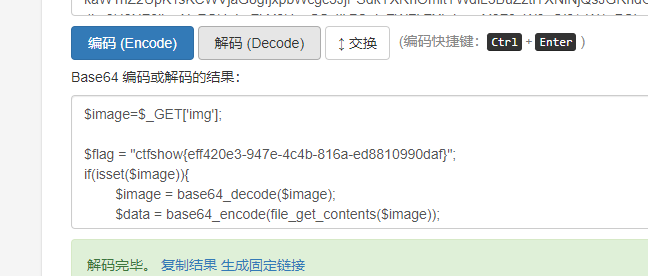 编码 (Encode) 解码 (Decode) ↕ 交换 (编码快捷键: Ctrl + Enter )
Base64 编码或解码的结果:
$image=$_GET['img'];
$flag = "ctfshow{eff420e3-947e-4c4b-816a-ed8810990daf}";
if(isset($image)){
$image = base64_decode($image);
$data = base64_encode(file_get_contents($image));
解码完毕。 复制结果 生成固定链接